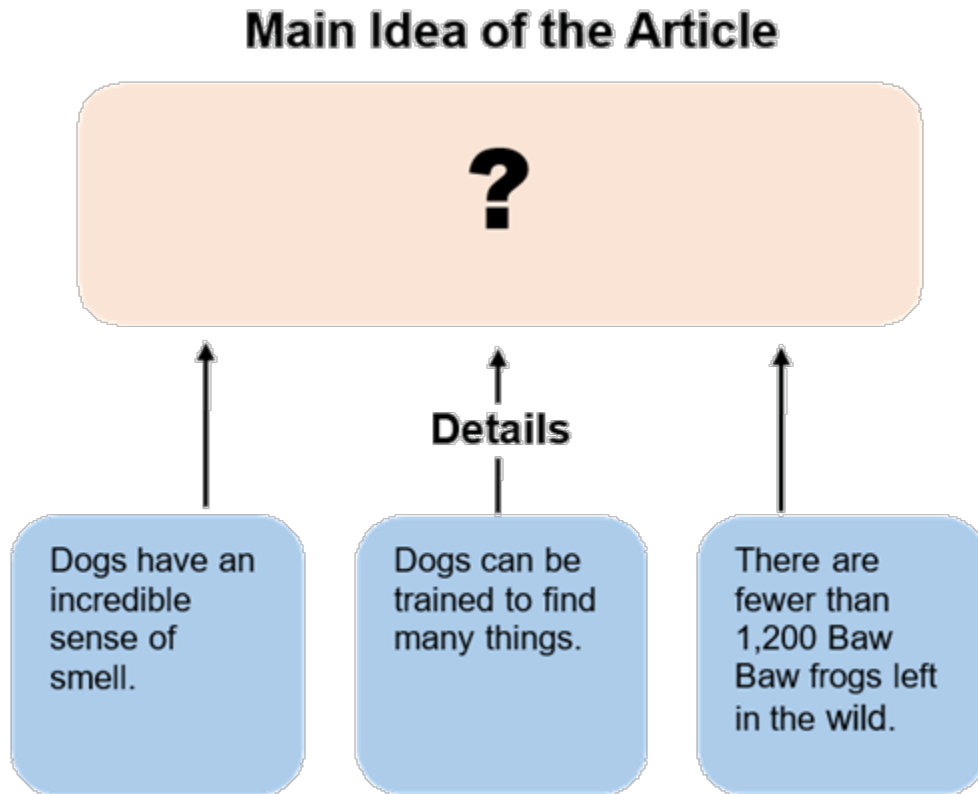 Main Idea of the Article
?
Details
Dogs have an
incredible
sense of
smell.
Dogs can be
trained to find
many things.
There are
fewer than
1,200 Baw
Baw frogs left
in the wild.